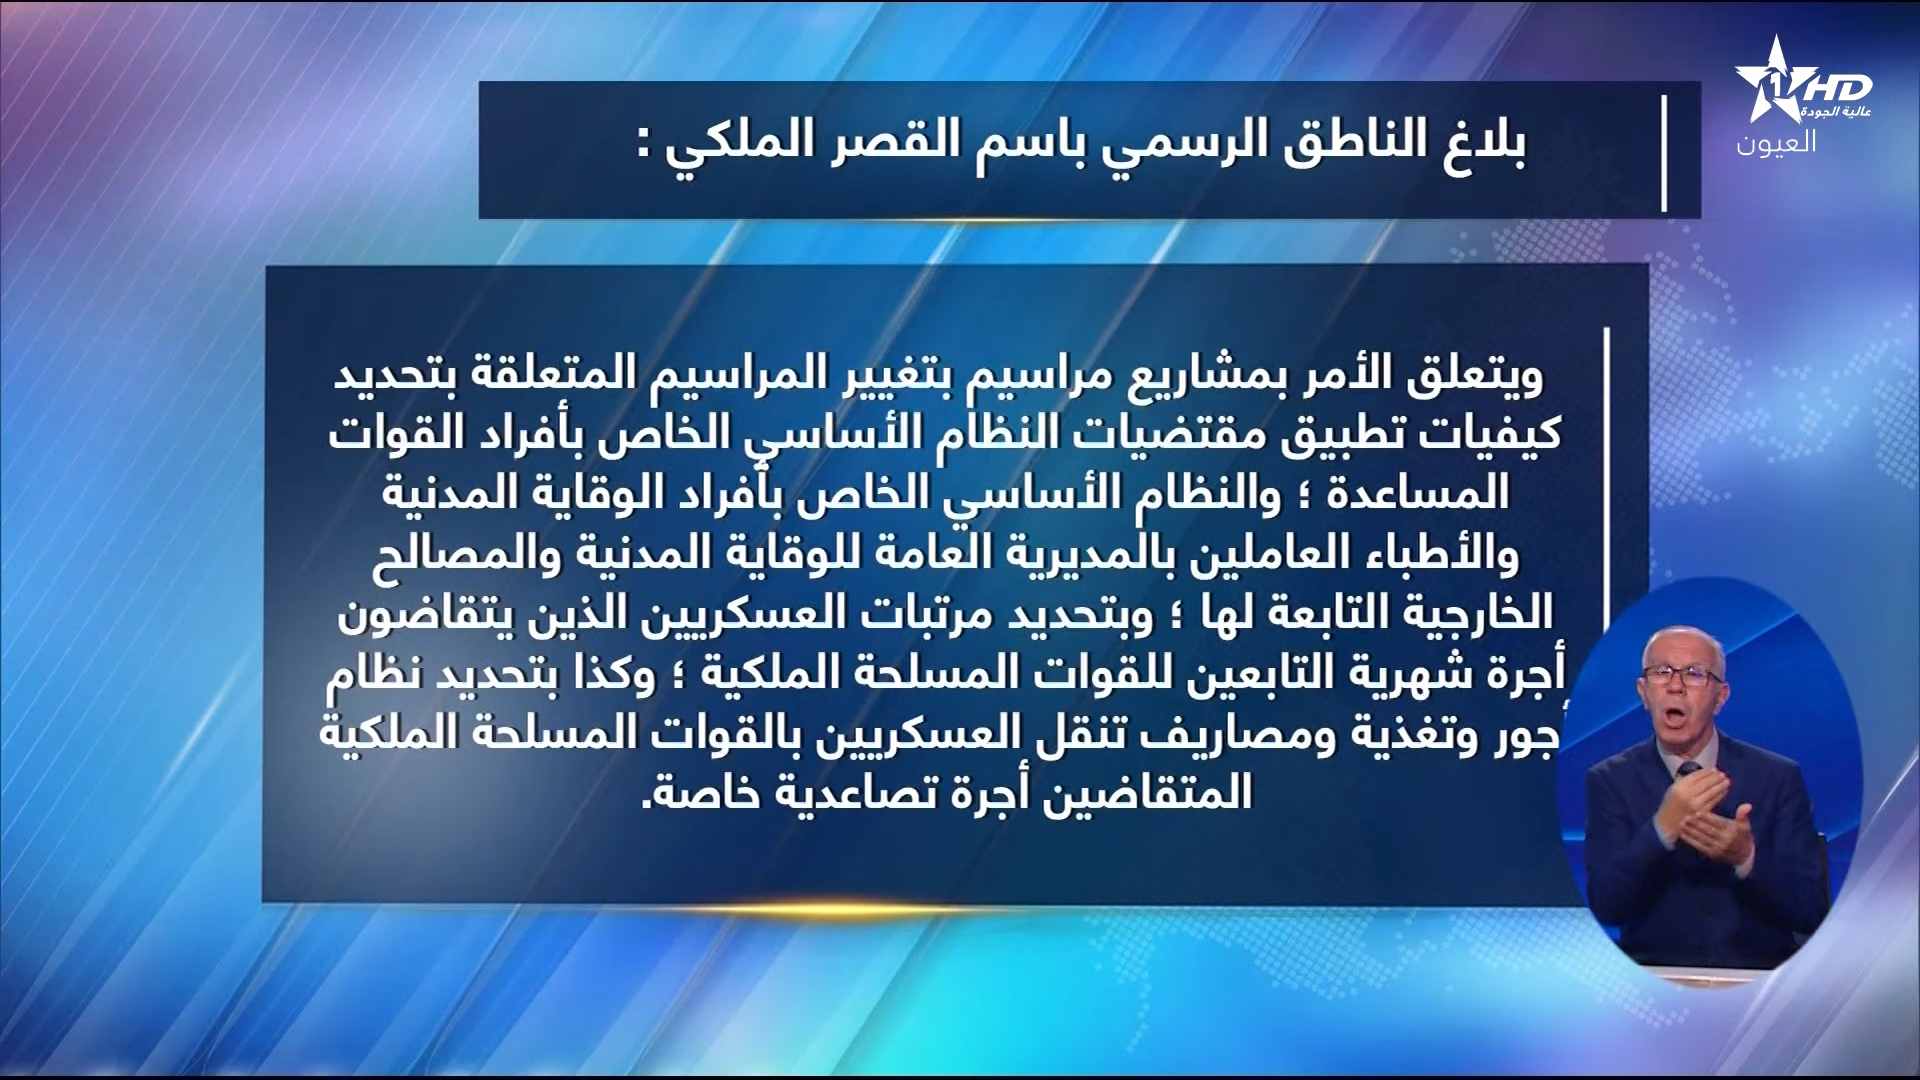 HD
عالية الجودة
العيون
بلاغ الناطق الرسمي باسم القصر الملكي :
ويتعلق الأمر بمشاريع مراسيم بتغيير المراسيم المتعلقة بتحديد
كيفيات تطبيق مقتضيات النظام الأساسي الخاص بأفراد القوات
المساعدة ؛ والنظام الأساسي الخاص بأفراد الوقاية المدنية
والأطباء العاملين بالمديرية العامة للوقاية المدنية والمصالح
الخارجية التابعة لها ؛ وبتحديد مرتبات العسكريين الذين يتقاضون
أجرة شهرية التابعين للقوات المسلحة الملكية ؛ وكذا بتحديد نظام
أجور وتغذية ومصاريف تنقل العسكريين بالقوات المسلحة الملكية
المتقاضين أجرة تصاعدية خاصة.